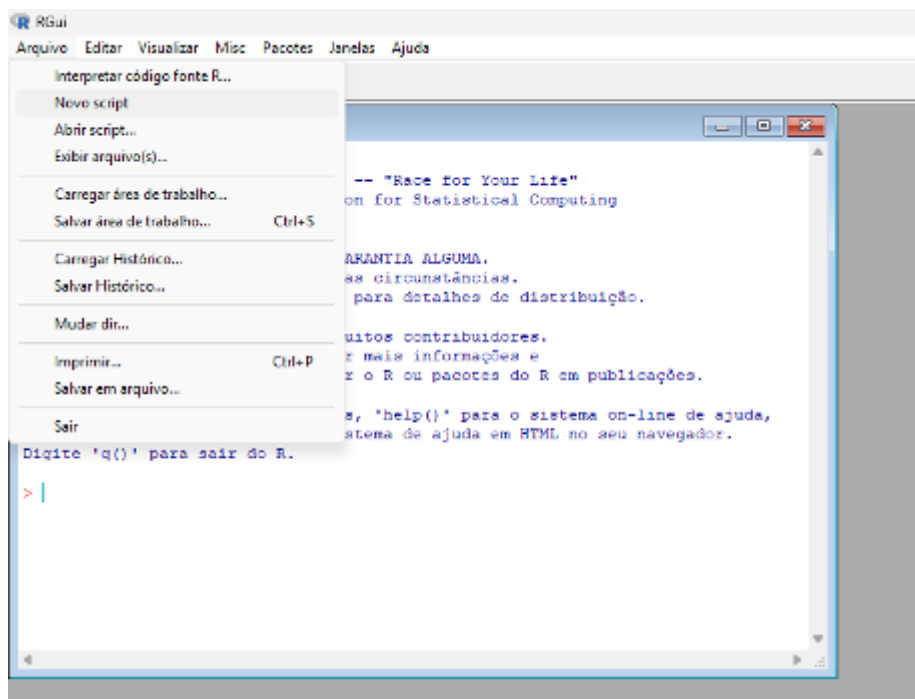 RGui
Arquivo Editar Visualizar Misc Pacotes Janelas Ajuda
Interpretar código fonte R...
Novo script
Abrir script...
Exibir arquivo(s)...
Carregar área de trabalho...
Salvar área de trabalho... Ctrl+S
Carregar Histórico...
Salvar Histórico...
Mudar dir...
Imprimir... Ctrl+P
Salvar em arquivo...
Sair
-- "Race for Your Life"
on for Statistical Computing
ARANTIA ALGUMA.
as circunstâncias.
para detalhes de distribuição.
uitos contribuidores.
r mais informações e
r o R ou pacotes do R em publicações.
s, 'help()' para o sistema on-line de ajuda,
stema de ajuda em HTML no seu navegador.
Digite 'q()' para sair do R.
>